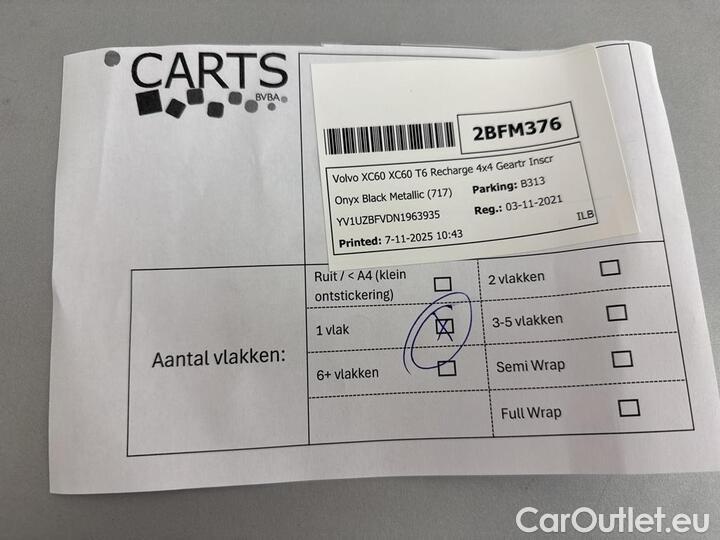 CARTS
BVBA
2BFM376
Volvo XC60 XC60 T6 Recharge 4x4 Geartr Inscr
Onyx Black Metallic (717) Parking: B313
YV1UZBFVDN1963935 Reg.: 03-11-2021
Printed: 7-11-2025 10:43 ILB
Aantal vlakken:
Ruit / < A4 (klein
ontstickering)
2 vlakken
1 vlak
3-5 vlakken
6+ vlakken
Semi Wrap
Full Wrap
CarOutlet.eu